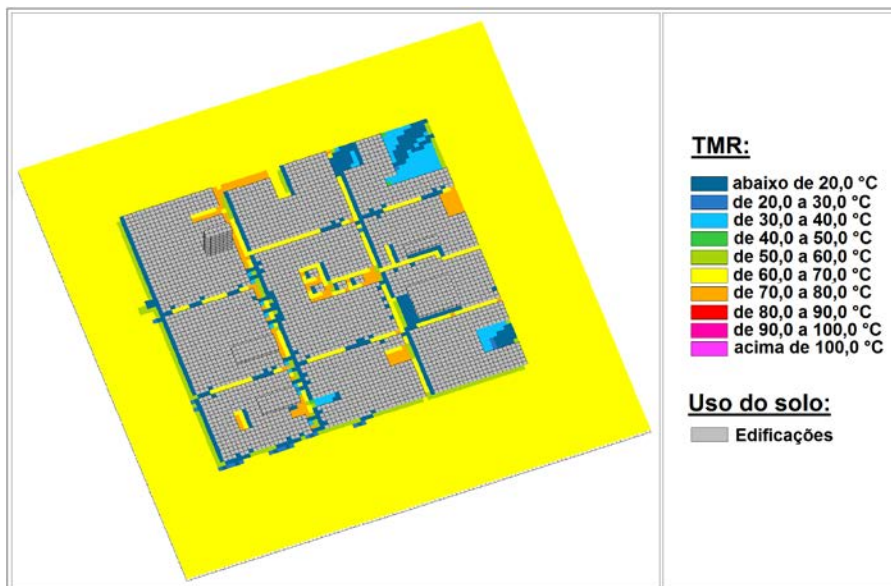 TMR:
abaixo de 20,0 °C
de 20,0 a 30,0 °C
de 30,0 a 40,0 °C
de 40,0 a 50,0 °C
de 50,0 a 60,0 °C
de 60,0 a 70,0 °C
de 70,0 a 80,0 °C
de 80,0 a 90,0 °C
de 90,0 a 100,0 °C
acima de 100,0 °C
Uso do solo:
Edificações